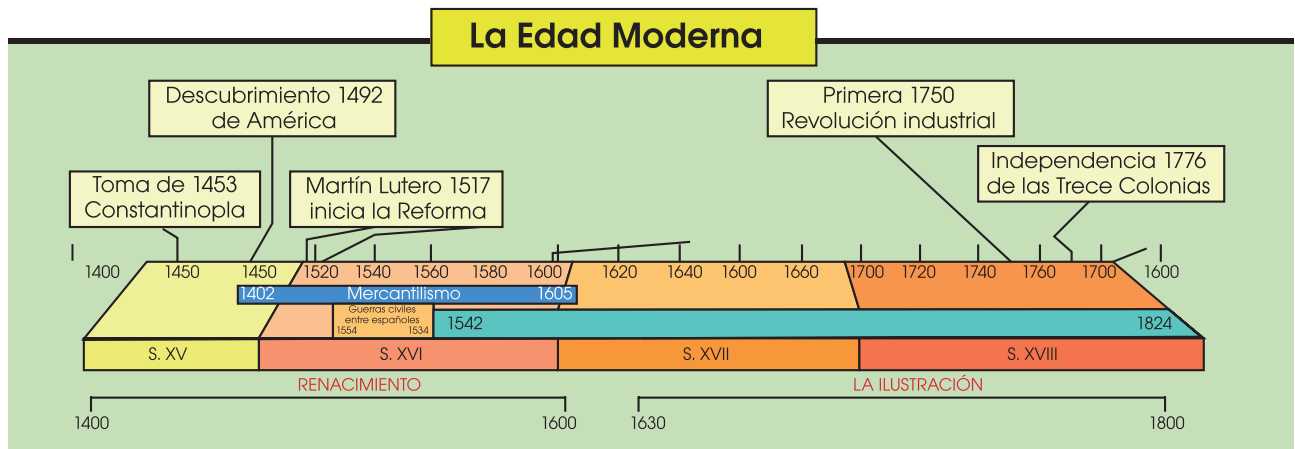 La Edad Moderna
Descubrimiento 1492
de América
Primera 1750
Revolución industrial
Toma de 1453
Constantinopla
Martín Lutero 1517
inicia la Reforma
Independencia 1776
de las Trece Colonias
1400 1450 1450 1520 1540 1560 1580 1600 1620 1640 1600 1660 1700 1720 1740 1760 1700 1600
1402 Mercantilismo 1605
Guerras civiles
entre españoles
1554 1534
1542 1824
S. XV S. XVI S. XVII S. XVIII
RENACIMIENTO LA ILUSTRACIÓN
1400 1600 1630 1800